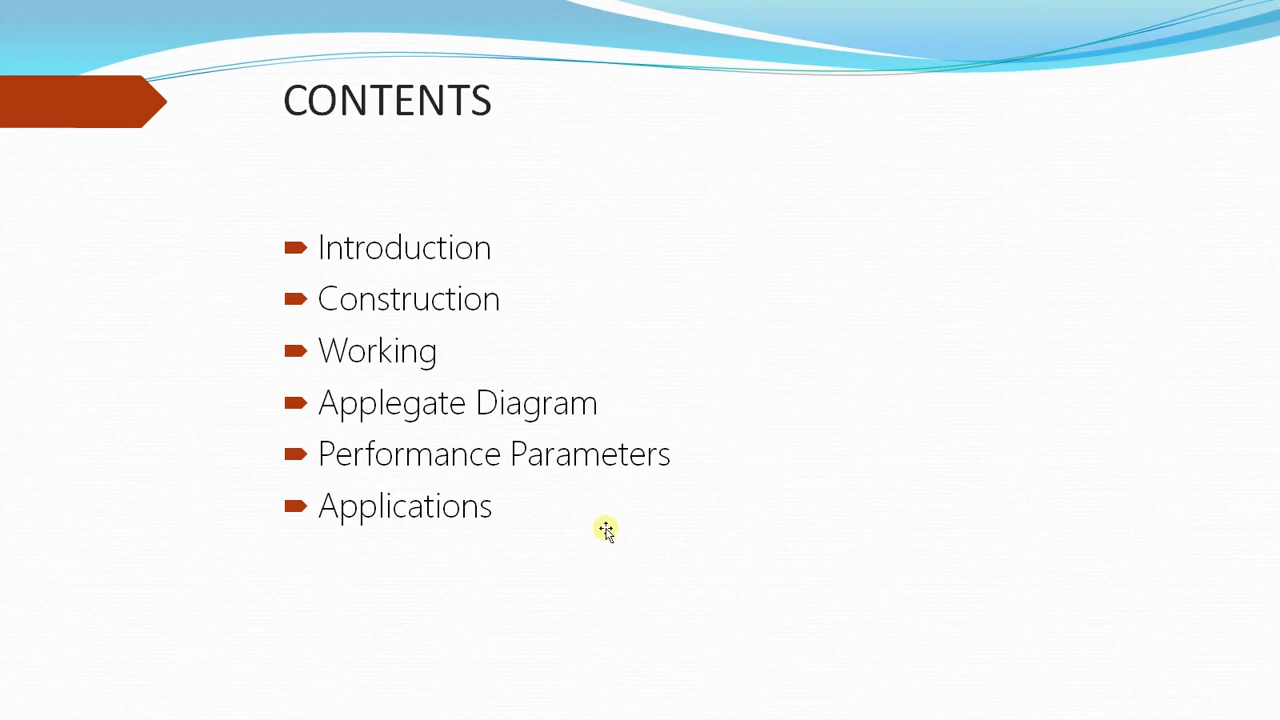 CONTENTS
Introduction
Construction
Working
Applegate Diagram
Performance Parameters
Applications